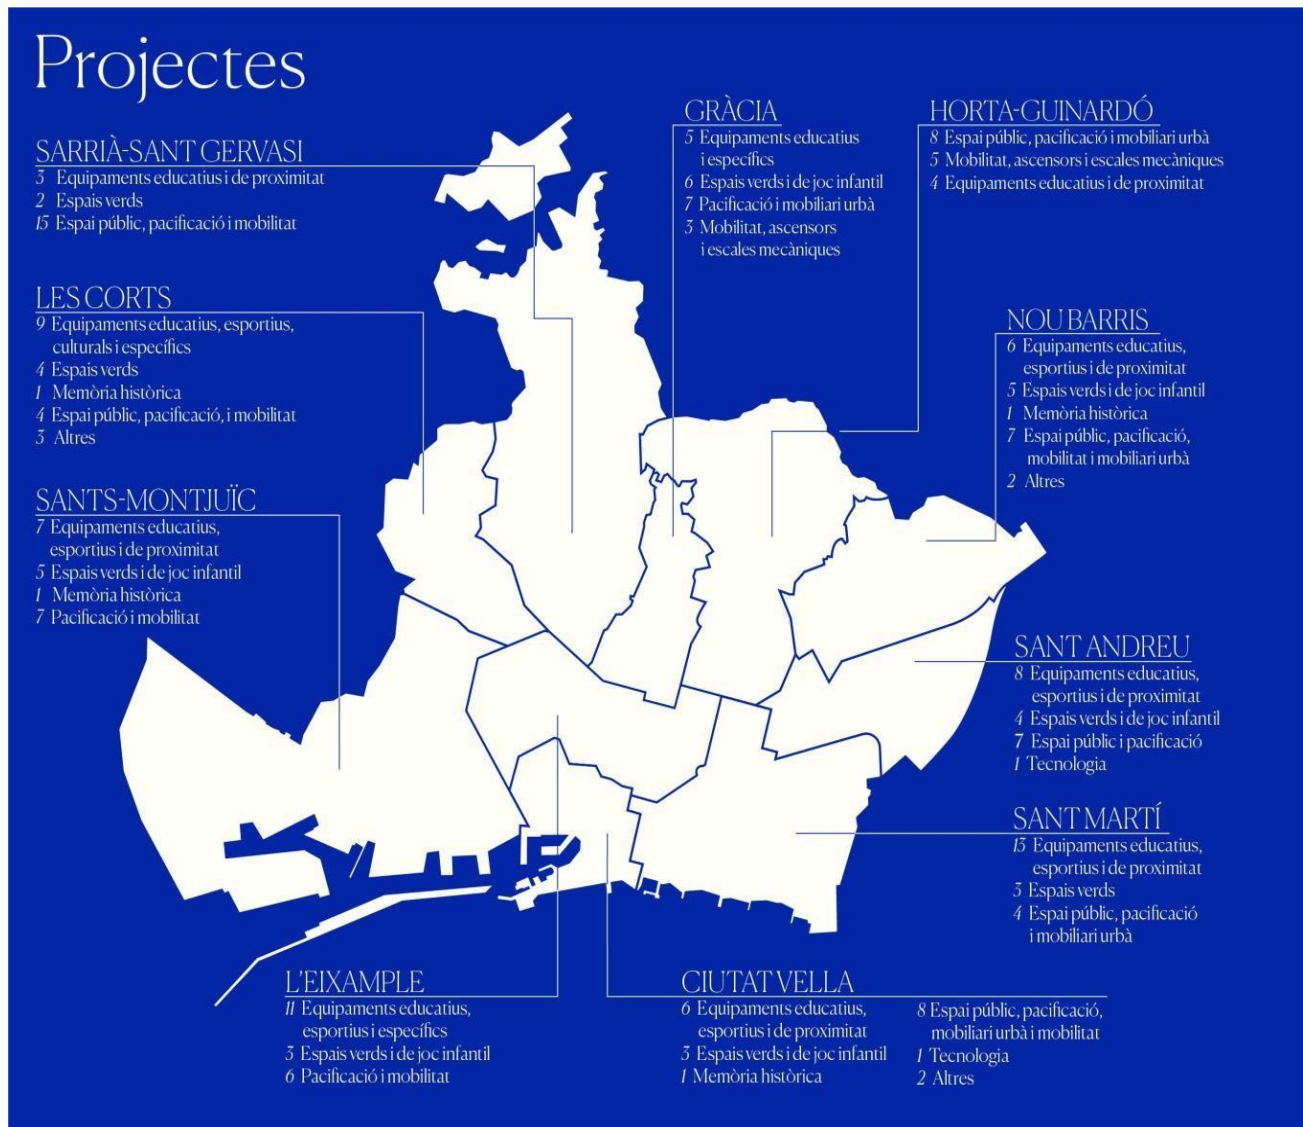 Projectes
SARRIÀ-SANT GERVASI
3 Equipaments educatius i de proximitat
2 Espais verds
15 Espai públic, pacificació i mobilitat
LES CORTS
9 Equipaments educatius, esportius,
culturals i específics
4 Espais verds
1 Memòria històrica
4 Espai públic, pacificació, i mobilitat
3 Altres
SANTS-MONTJUÏC
7 Equipaments educatius,
esportius i de proximitat
5 Espais verds i de joc infantil
1 Memòria històrica
7 Pacificació i mobilitat
GRÀCIA
5 Equipaments educatius
i específics
6 Espais verds i de joc infantil
7 Pacificació i mobiliari urbà
3 Mobilitat, ascensors
i escales mecàniques
HORTA-GUINARDÓ
8 Espai públic, pacificació i mobiliari urbà
5 Mobilitat, ascensors i escales mecàniques
4 Equipaments educatius i de proximitat
NOU BARRIS
6 Equipaments educatius,
esportius i de proximitat
5 Espais verds i de joc infantil
1 Memòria històrica
7 Espai públic, pacificació,
mobilitat i mobiliari urbà
2 Altres
SANT ANDREU
8 Equipaments educatius,
esportius i de proximitat
4 Espais verds i de joc infantil
7 Espai públic i pacificació
1 Tecnologia
SANT MARTÍ
13 Equipaments educatius,
esportius i de proximitat
3 Espais verds
4 Espai públic, pacificació
i mobiliari urbà
L'EIXAMPLE
11 Equipaments educatius,
esportius i específics
3 Espais verds i de joc infantil
6 Pacificació i mobilitat
CIUTAT VELLA
6 Equipaments educatius,
esportius i de proximitat
3 Espais verds i de joc infantil
1 Memòria històrica
8 Espai públic, pacificació,
mobiliari urbà i mobilitat
1 Tecnologia
2 Altres